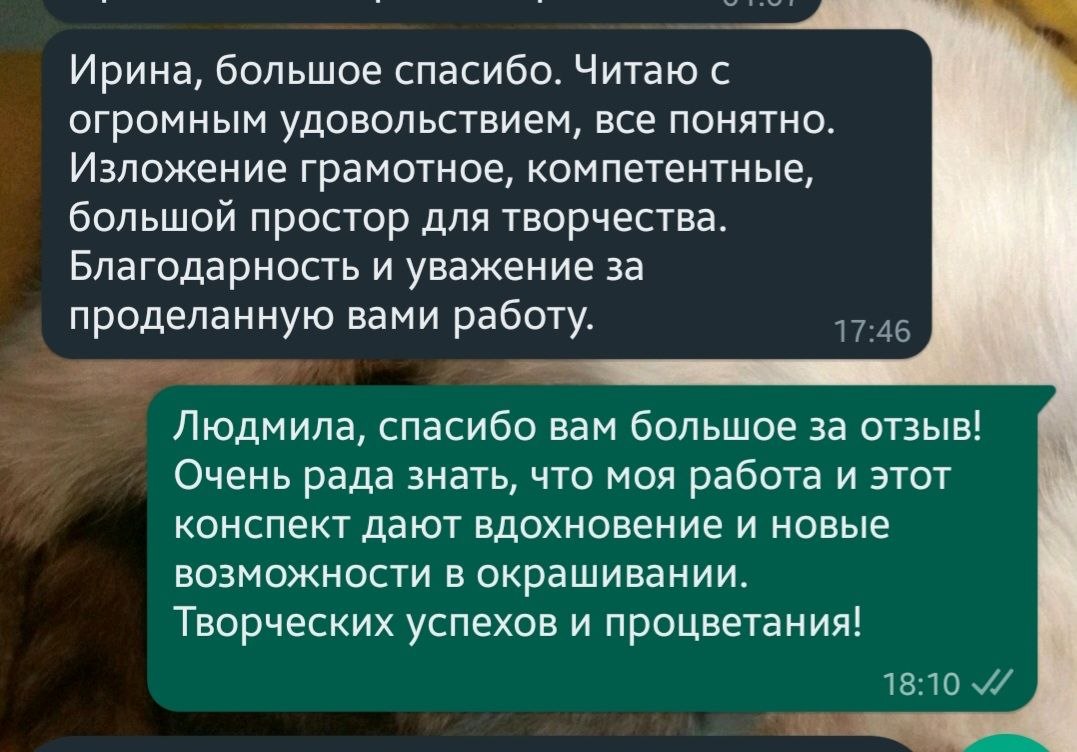 Ирина, большое спасибо. Читаю с
огромным удовольствием, все понятно.
Изложение грамотное, компетентные,
большой простор для творчества.
Благодарность и уважение за
проделанную вами работу.
17:46
Людмила, спасибо вам большое за отзыв!
Очень рада знать, что моя работа и этот
конспект дают вдохновение и новые
возможности в окрашивании.
Творческих успехов и процветания!
18:10